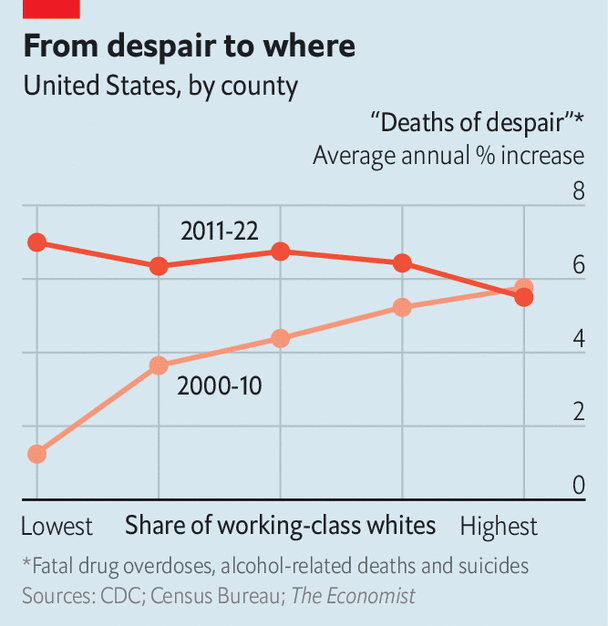 From despair to where
United States, by county
“Deaths of despair”*
Average annual % increase
8
2011-22
6
4
2000-10
2
0
Lowest Share of working-class whites Highest
*Fatal drug overdoses, alcohol-related deaths and suicides
Sources: CDC; Census Bureau; The Economist